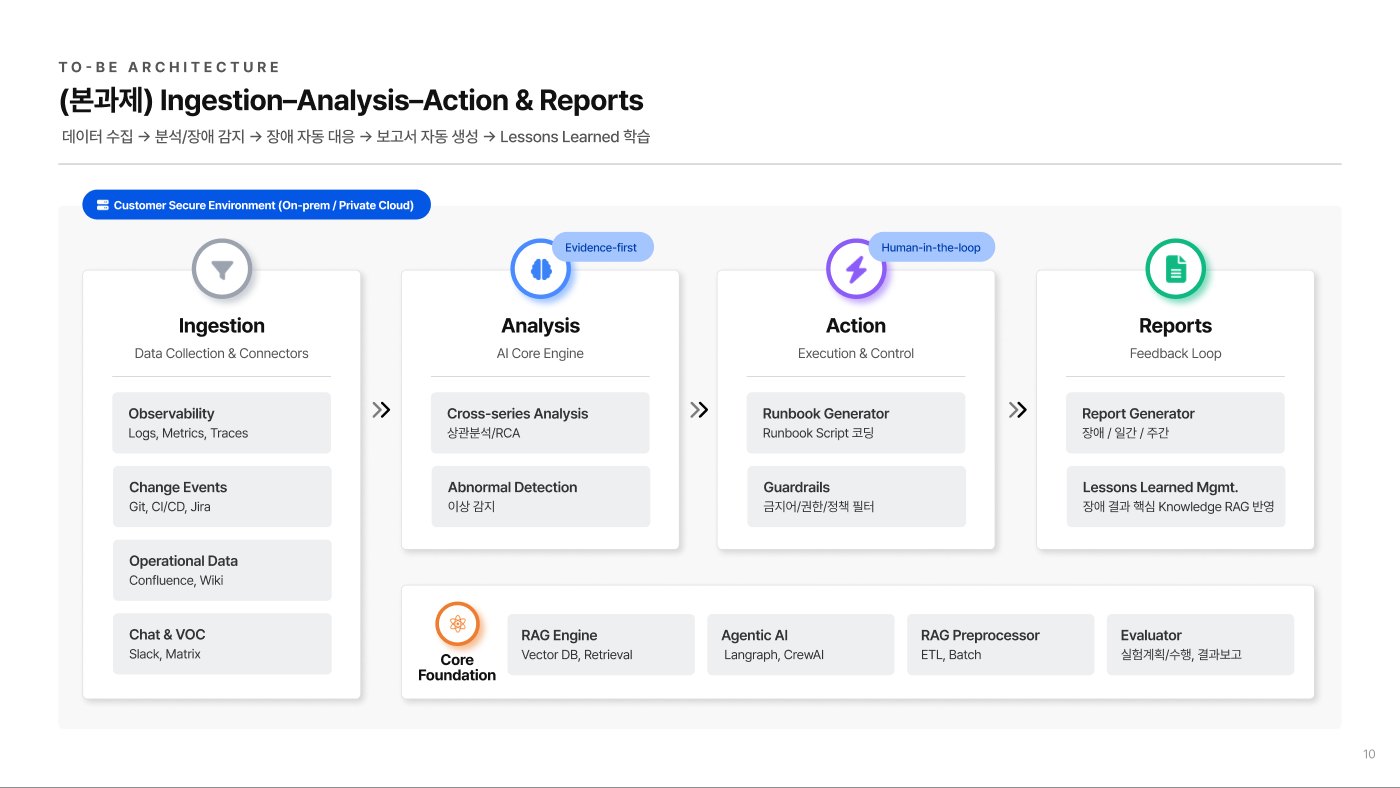 TO-BE ARCHITECTURE
(본과제) Ingestion–Analysis–Action & Reports
데이터 수집 → 분석/장애 감지 → 장애 자동 대응 → 보고서 자동 생성 → Lessons Learned 학습
Customer Secure Environment (On-prem / Private Cloud)
Ingestion
Data Collection & Connectors
Observability
Logs, Metrics, Traces
Change Events
Git, CI/CD, Jira
Operational Data
Confluence, Wiki
Chat & VOC
Slack, Matrix
Evidence-first
Analysis
AI Core Engine
Cross-series Analysis
상관분석/RCA
Abnormal Detection
이상 감지
Human-in-the-loop
Action
Execution & Control
Runbook Generator
Runbook Script 코딩
Guardrails
금지어/권한/정책 필터
Reports
Feedback Loop
Report Generator
장애 / 일간 / 주간
Lessons Learned Mgmt.
장애 결과 핵심 Knowledge RAG 반영
Core
Foundation
RAG Engine
Vector DB, Retrieval
Agentic AI
Langraph, CrewAI
RAG Preprocessor
ETL, Batch
Evaluator
실험계획/수행, 결과보고
10